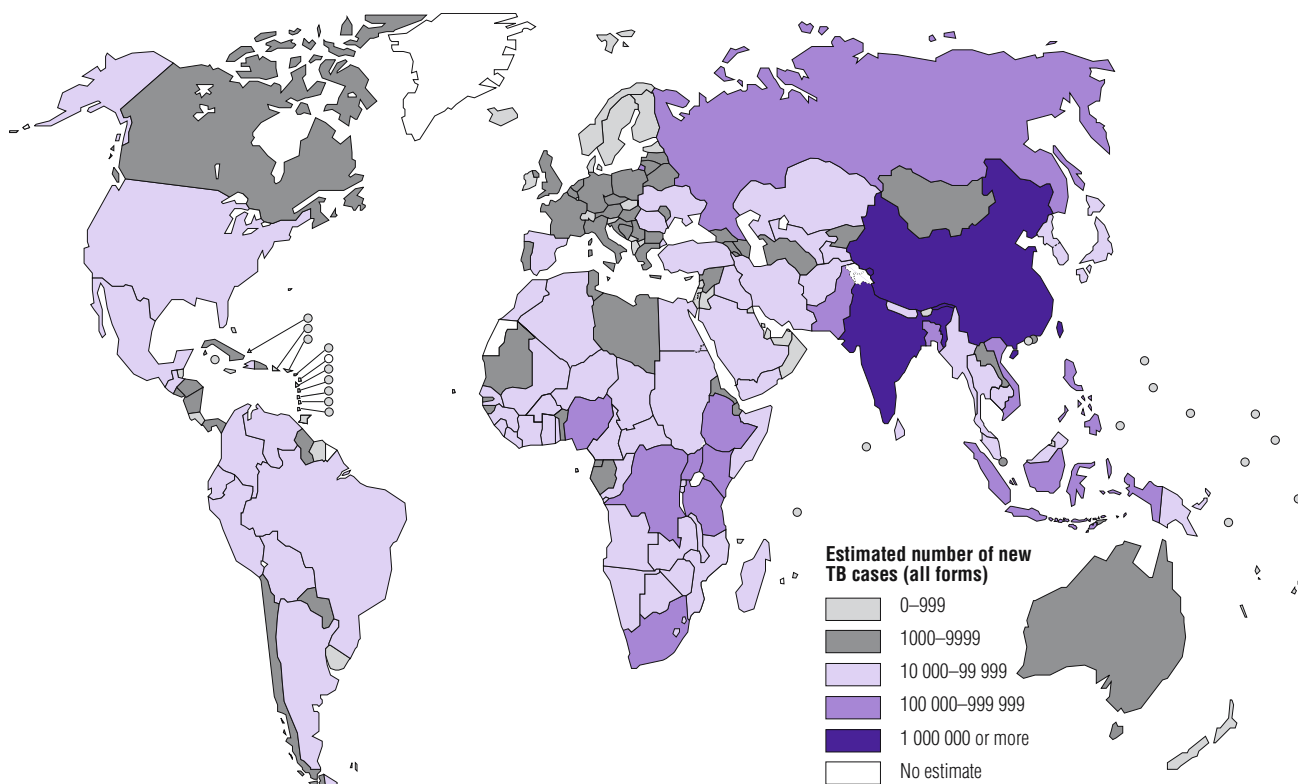 Estimated number of new
TB cases (all forms)
0–999
1000–9999
10 000–99 999
100 000–999 999
1 000 000 or more
No estimate